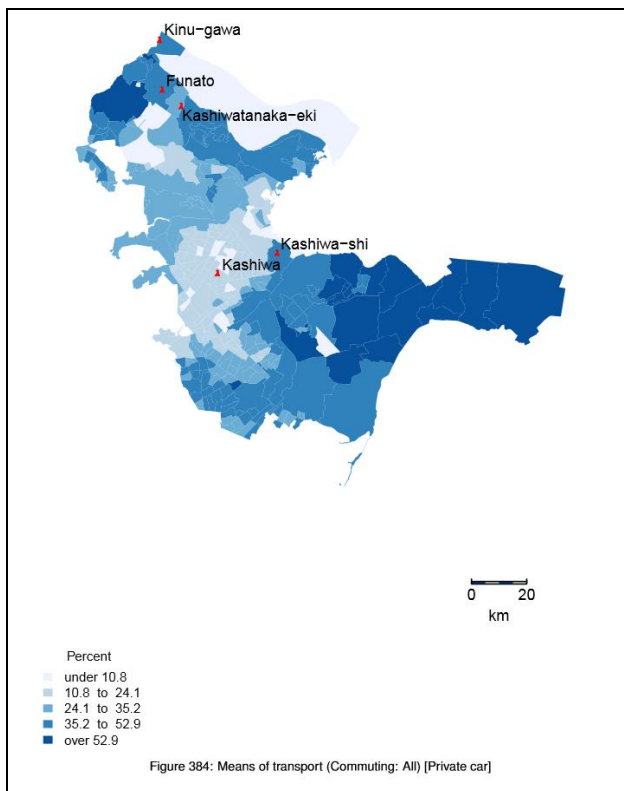 Kinu-gawa
Funato
Kashiwatanaka-eki
Kashiwa-shi
Kashiwa
0 20
km
Percent
under 10.8
10.8 to 24.1
24.1 to 35.2
35.2 to 52.9
over 52.9
Figure 384: Means of transport (Commuting: All) [Private car]